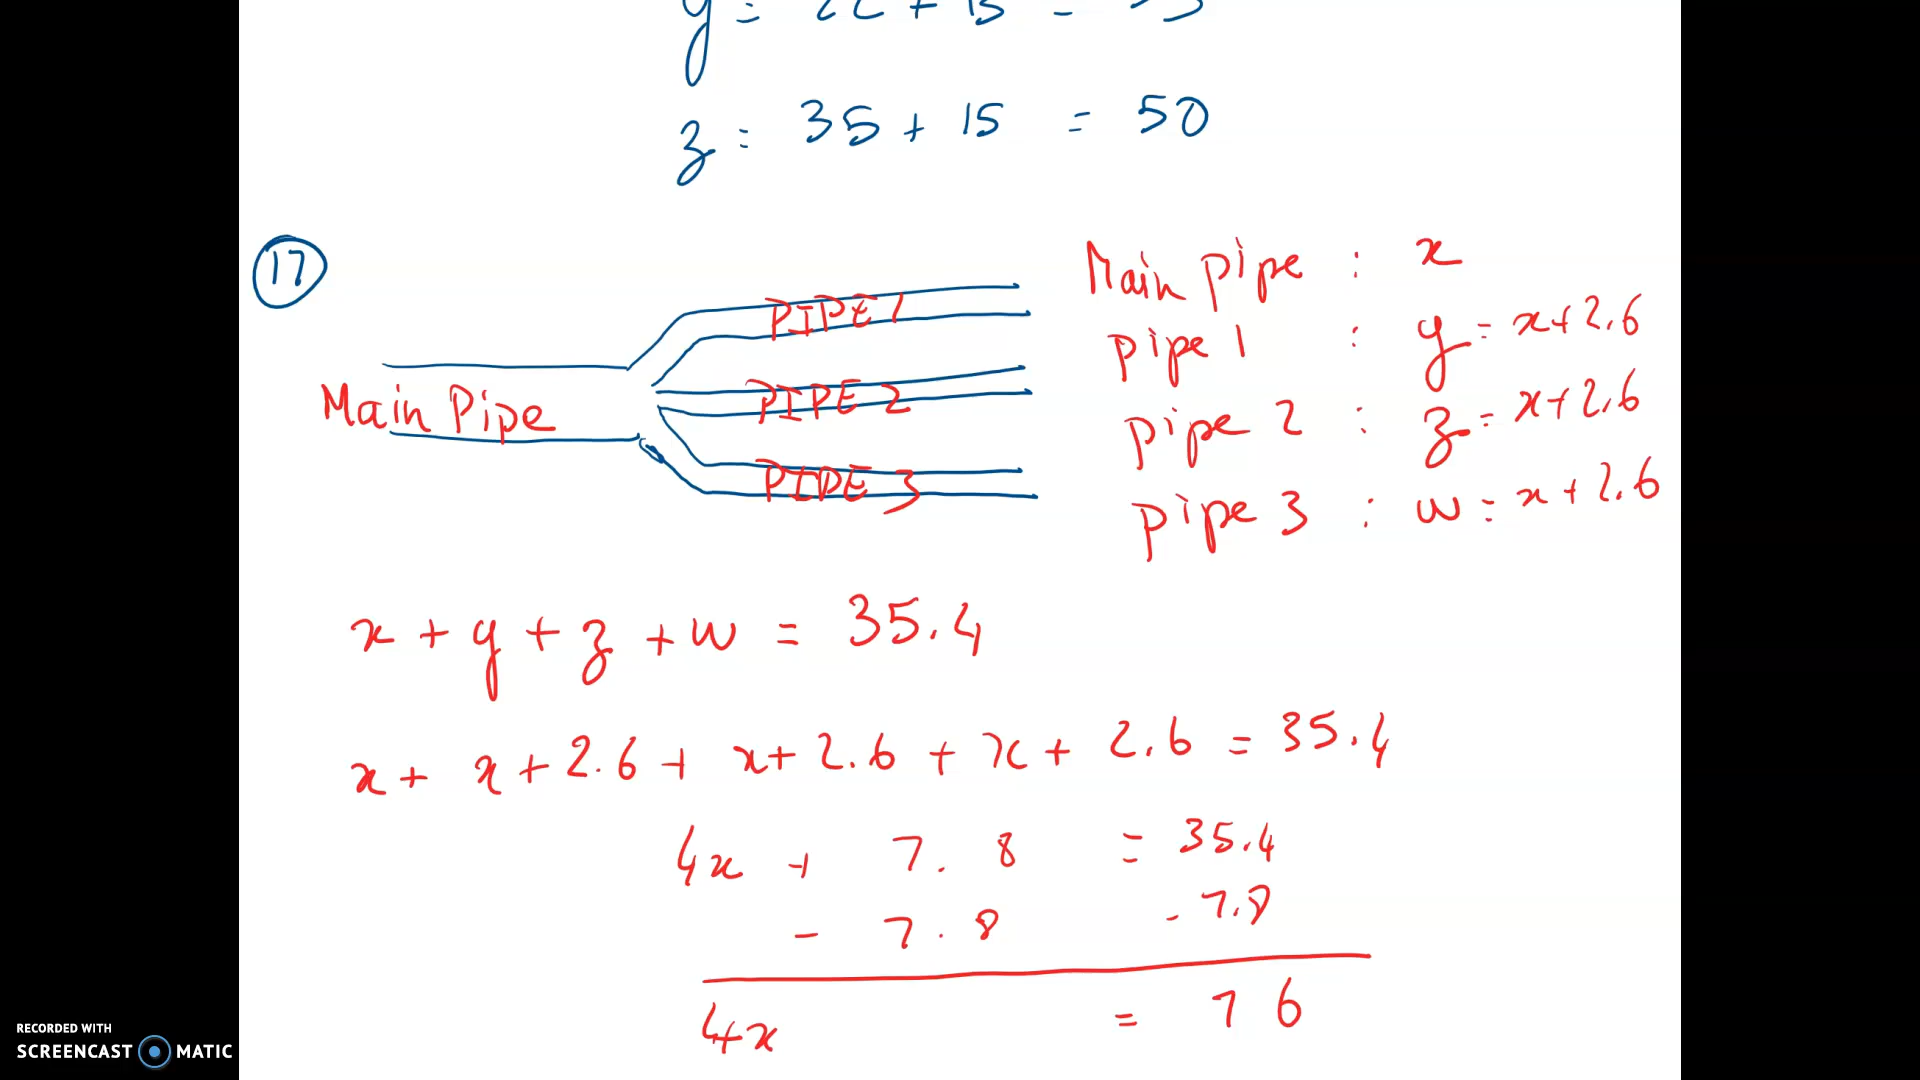 z = 35 + 15 = 50
17
Main Pipe
PIPE 1
PIPE 2
PIPE 3
Main pipe : x
pipe 1 : y = x+2.6
pipe 2 : z = x+2.6
pipe 3 : w = x+2.6
x + y + z + w = 35.4
x + x + 2.6 + x + 2.6 + x + 2.6 = 35.4
4x + 7.8 = 35.4
- 7.8 - 7.8
4x = 7 6
RECORDED WITH
SCREENCAST MATIC